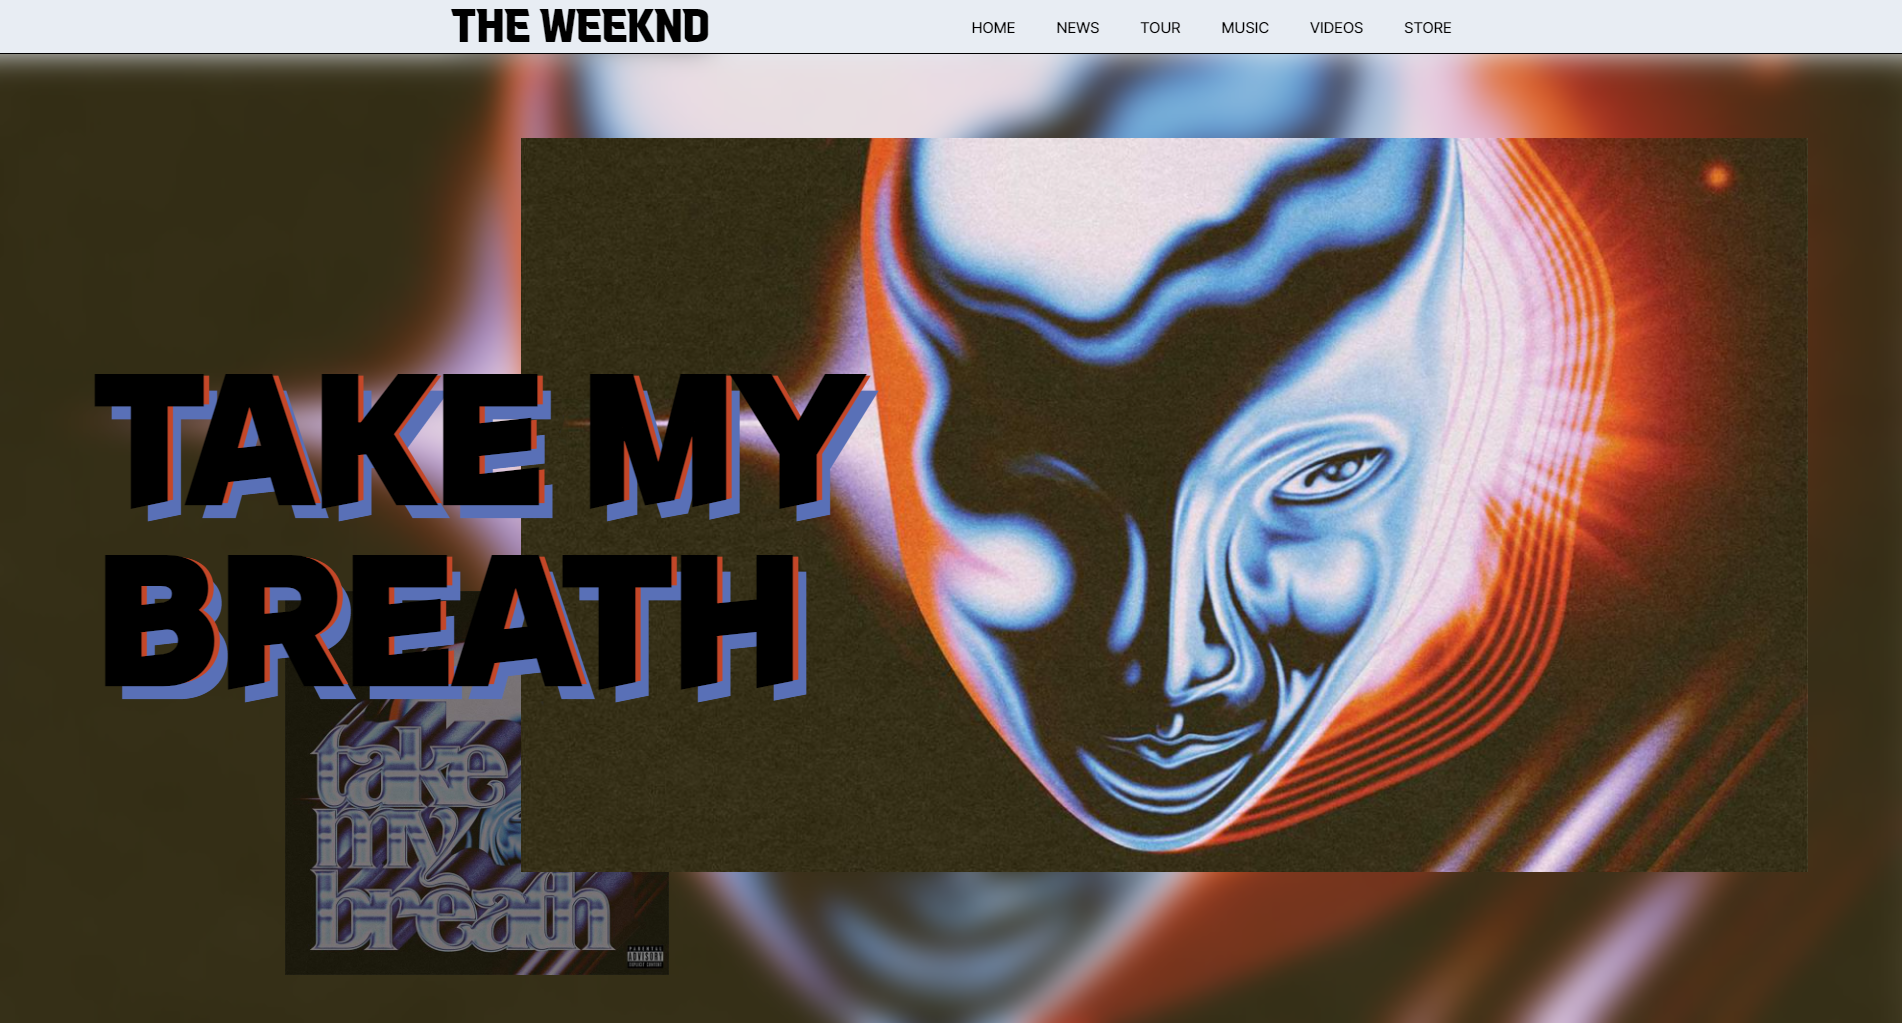 THE WEEKND
HOME NEWS TOUR MUSIC VIDEOS STORE
TAKE MY
BREATH
take
my
breath
PARENTAL
ADVISORY
EXPLICIT CONTENT